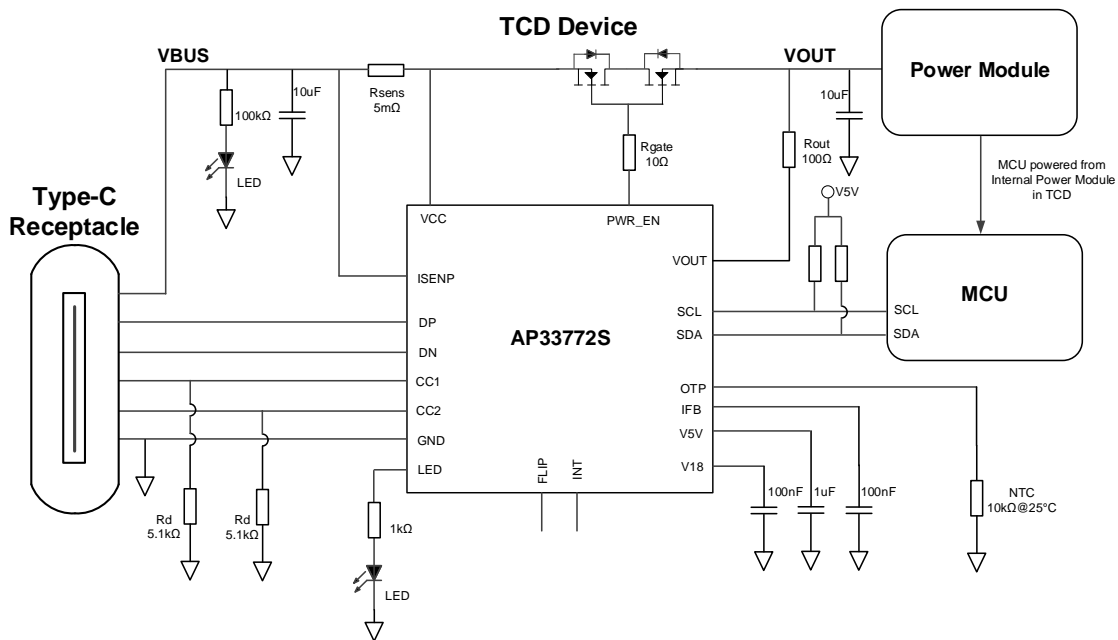 TCD Device
VBUS
VOUT
Power Module
Rsens
5mΩ
10uF
100kΩ
LED
10uF
Rgate
10Ω
Rout
100Ω
MCU powered from
Internal Power Module
in TCD
V5V
Type-C
Receptacle
VCC
PWR_EN
VOUT
ISENP
MCU
SCL
SCL
SDA
SDA
DP
DN
AP33772S
CC1
CC2
GND
LED
OTP
IFB
V5V
V18
FLIP
INT
100nF
1uF
100nF
NTC
10kΩ@25°C
Rd
5.1kΩ
Rd
5.1kΩ
1kΩ
LED